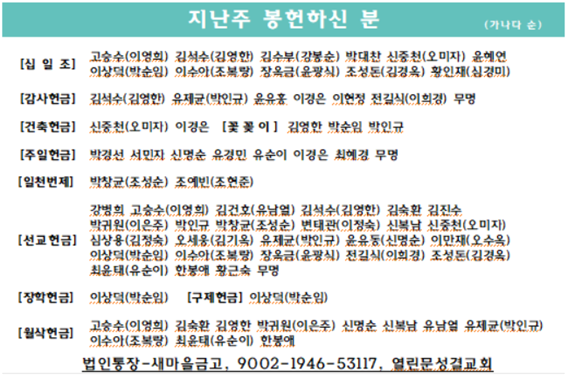 지난주 봉헌하신 분
(가나다 순)
[십 일 조] 고승수(이영희) 김석수(김영한) 김수부(강봉순) 박대찬 신중천(오미자) 윤혜연
이상덕(박순임) 이수아(조복랑) 장옥금(윤광식) 조성돈(김경옥) 황인재(심경미)
[감사헌금] 김석수(김영한) 유제균(박인규) 윤유홍 이경은 이현정 전길식(이희경) 무명
[건축헌금] 신중천(오미자) 이경은 [꽃 꽂 이] 김영한 박순임 박인규
[주일헌금] 박경선 서민자 신명순 유경민 유순이 이경은 최혜경 무명
[일천번제] 박창균(조성순) 조예빈(조현준)
강병희 고승수(이영희) 김건호(유남열) 김석수(김영한) 김숙환 김진수
박귀원(이은주) 박인규 박창균(조성순) 변태관(이정숙) 신복남 신중천(오미자)
[선교헌금] 심상용(김정숙) 오세웅(김기옥) 유제균(박인규) 윤유동(신명순) 이만재(오수옥)
이상덕(박순임) 이수아(조복랑) 장옥금(윤광식) 전길식(이희경) 조성돈(김경옥)
최윤태(유순이) 한봉애 황근숙 무명
[장학헌금] 이상덕(박순임) [구제헌금] 이상덕(박순임)
[월삭헌금] 고승수(이영희) 김숙환 김영한 박귀원(이은주) 신명순 신복남 유남열 유제균(박인규)
이수아(조복랑) 최윤태(유순이) 한봉애
법인통장-새마을금고, 9002-1946-53117, 열린문성결교회